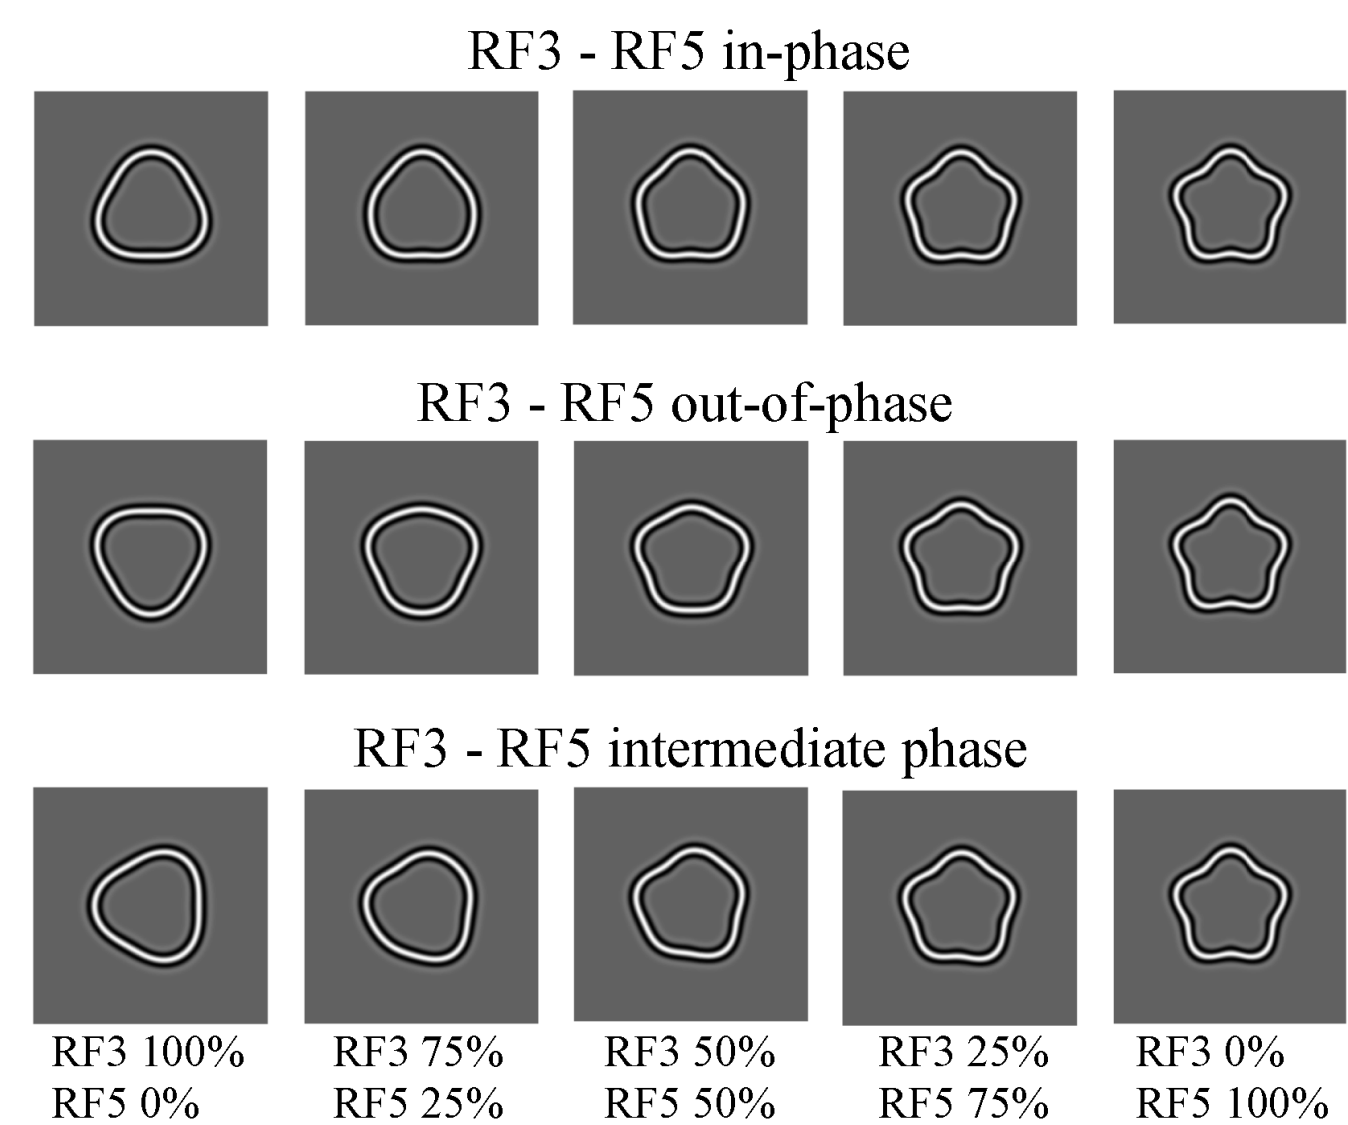 RF3 - RF5 in-phase
RF3 - RF5 out-of-phase
RF3 - RF5 intermediate phase
RF3 100% RF3 75% RF3 50% RF3 25% RF3 0%
RF5 0% RF5 25% RF5 50% RF5 75% RF5 100%